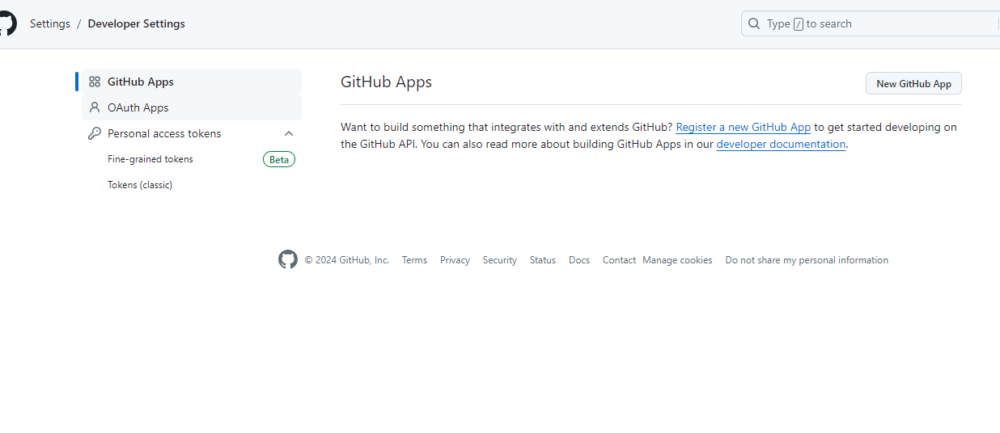 Settings / Developer Settings
Type / to search
GitHub Apps
OAuth Apps
Personal access tokens
Fine-grained tokens Beta
Tokens (classic)
GitHub Apps
New GitHub App
Want to build something that integrates with and extends GitHub? Register a new GitHub App to get started developing on
the GitHub API. You can also read more about building GitHub Apps in our developer documentation.
© 2024 GitHub, Inc. Terms Privacy Security Status Docs Contact Manage cookies Do not share my personal information